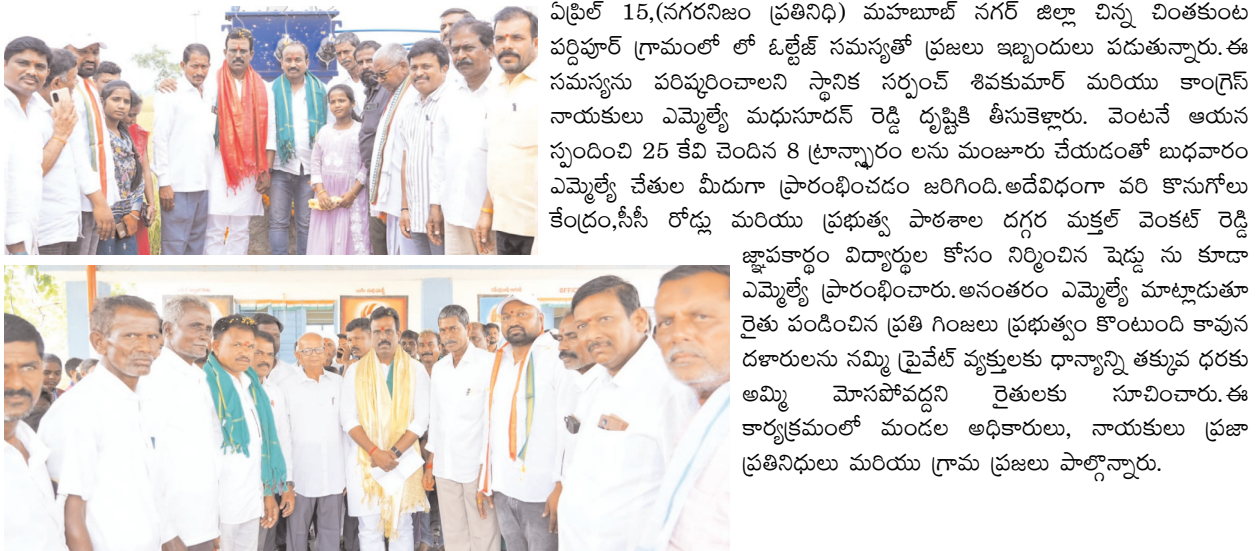 ఏప్రిల్ 15,(నగరనిజం ప్రతినిధి) మహబూబ్ నగర్ జిల్లా చిన్న చింతకుంట
పర్దిపూర్ గ్రామంలో లో ఓల్టేజ్ సమస్యతో ప్రజలు ఇబ్బందులు పడుతున్నారు.ఈ
సమస్యను పరిష్కరించాలని స్థానిక సర్పంచ్ శివకుమార్ మరియు కాంగ్రెస్
నాయకులు ఎమ్మెల్యే మధుసూదన్ రెడ్డి దృష్టికి తీసుకెళ్లారు. వెంటనే ఆయన
స్పందించి 25 కేవి చెందిన 8 ట్రాన్స్ఫారం లను మంజూరు చేయడంతో బుధవారం
ఎమ్మెల్యే చేతుల మీదుగా ప్రారంభించడం జరిగింది.అదేవిధంగా వరి కొనుగోలు
కేంద్రం,సీసీ రోడ్లు మరియు ప్రభుత్వ పాఠశాల దగ్గర మక్తల్ వెంకట్ రెడ్డి
జ్ఞాపకార్థం విద్యార్థుల కోసం నిర్మించిన షెడ్డు ను కూడా
ఎమ్మెల్యే ప్రారంభించారు.అనంతరం ఎమ్మెల్యే మాట్లాడుతూ
రైతు పండించిన ప్రతి గింజలు ప్రభుత్వం కొంటుంది కావున
దళారులను నమ్మి ప్రైవేట్ వ్యక్తులకు ధాన్యాన్ని తక్కువ ధరకు
అమ్మి మోసపోవద్దని రైతులకు సూచించారు.ఈ
కార్యక్రమంలో మండల అధికారులు, నాయకులు ప్రజా
ప్రతినిధులు మరియు గ్రామ ప్రజలు పాల్గొన్నారు.